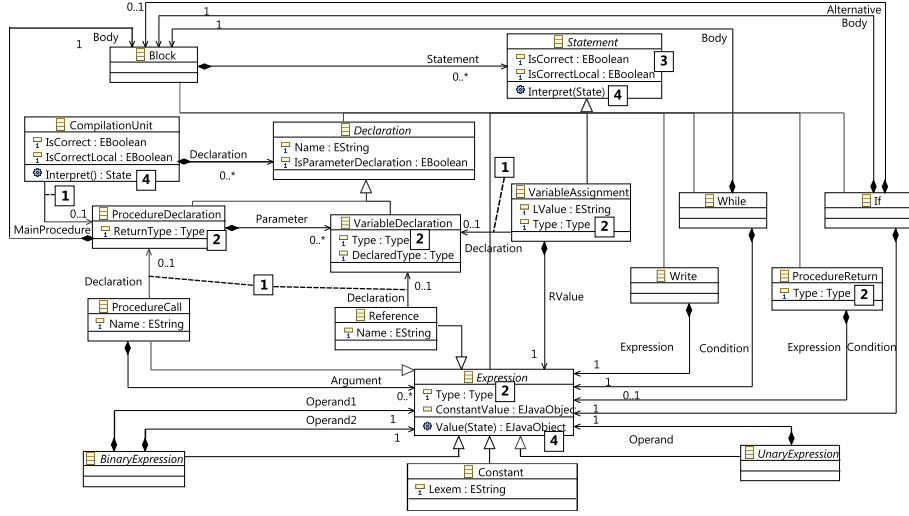 0..1
Alternative
1
Body
1
Body
Body
1
Block
Statement
0..*
Statement
IsCorrect : EBoolean
3
IsCorrectLocal : EBoolean
Interpret(State)
4
CompilationUnit
IsCorrect : EBoolean
IsCorrectLocal : EBoolean
Interpret() : State
4
Declaration
0..*
Declaration
Name : EString
IsParameterDeclaration : EBoolean
1
1
0..1
MainProcedure
ProcedureDeclaration
ReturnType : Type
2
Parameter
0..*
VariableDeclaration
Type : Type
2
DeclaredType : Type
0..1
Declaration
VariableAssignment
LValue : EString
Type : Type
2
While
If
0..1
Declaration
1
0..1
Declaration
RValue
1
Write
ProcedureReturn
Type : Type
2
ProcedureCall
Name : EString
Reference
Name : EString
Expression
Condition
Expression
Condition
1
1
0..1
1
1
Argument
0..*
Expression
Type : Type
2
ConstantValue : EJavaObjec
Value(State) : EJavaObject
4
Operand1
1
Operand2
1
Operand
BinaryExpression
UnaryExpression
Constant
Lexem : EString